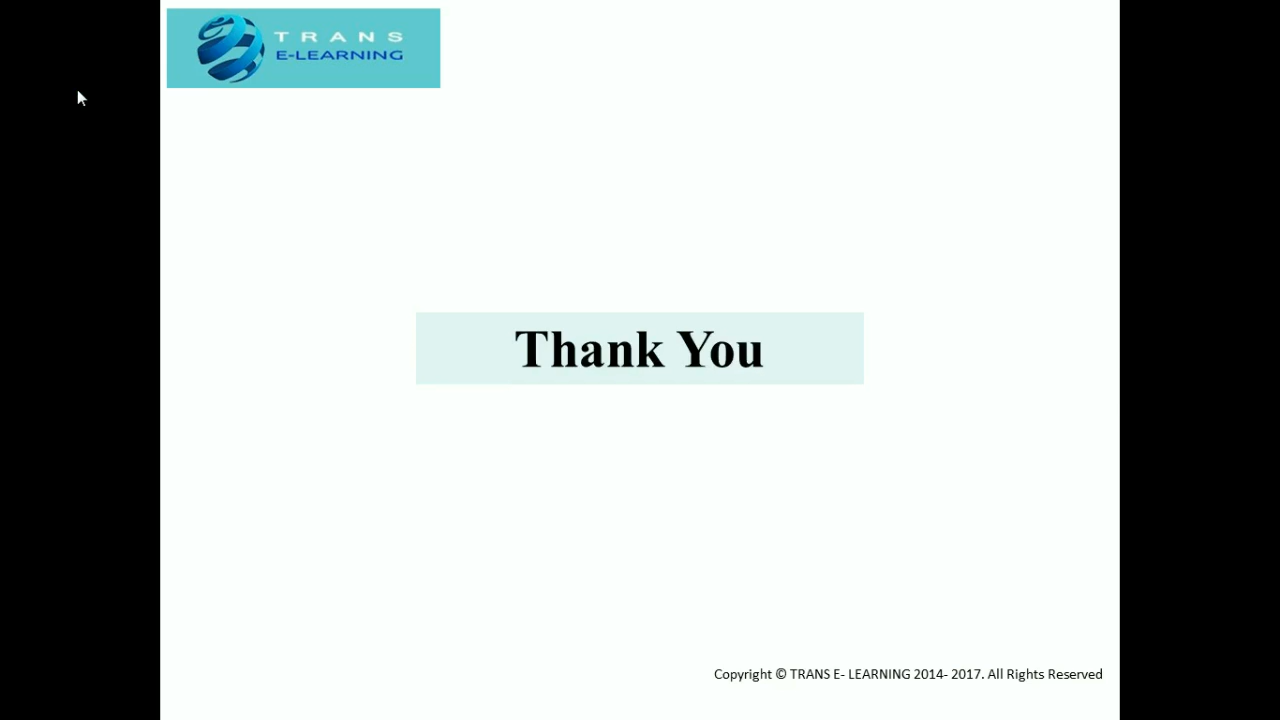 TRANS
E-LEARNING
Thank You
Copyright © TRANS E- LEARNING 2014- 2017. All Rights Reserved